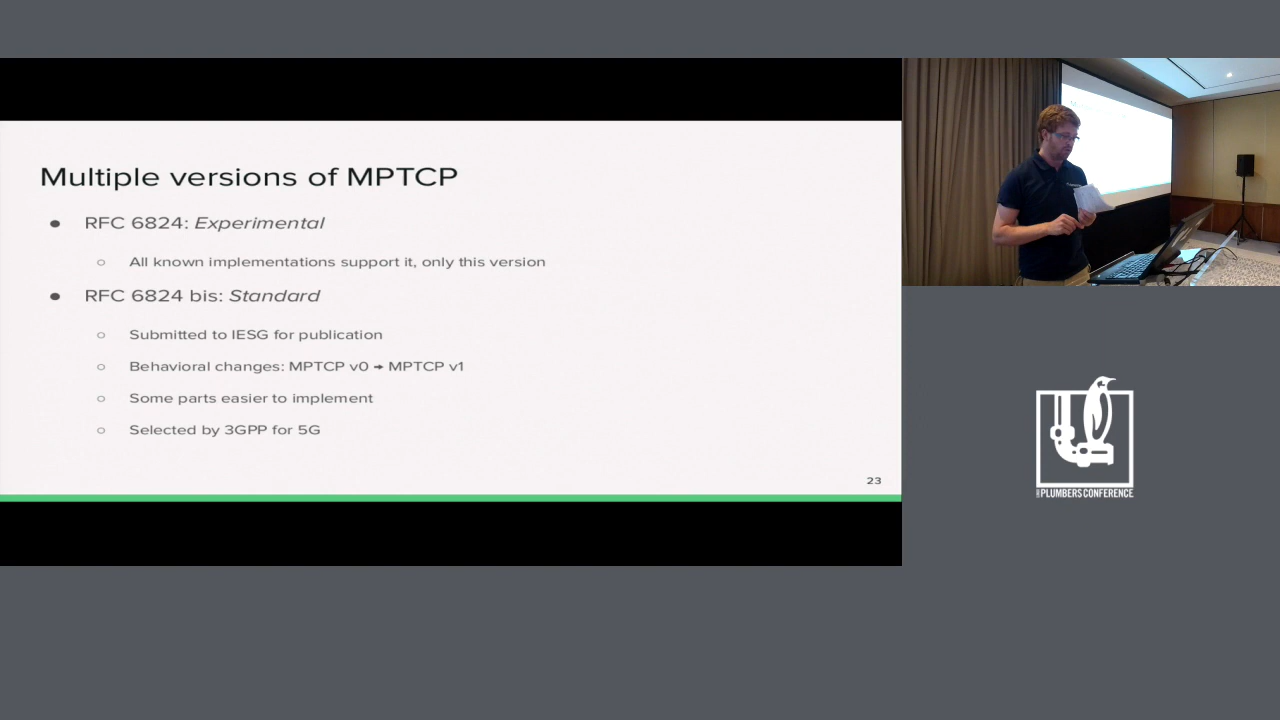 Multiple versions of MPTCP
● RFC 6824: Experimental
○ All known implementations support it, only this version
● RFC 6824 bis: Standard
○ Submitted to IESG for publication
○ Behavioral changes: MPTCP v0 → MPTCP v1
○ Some parts easier to implement
○ Selected by 3GPP for 5G
23
PLUMBERS CONFERENCE